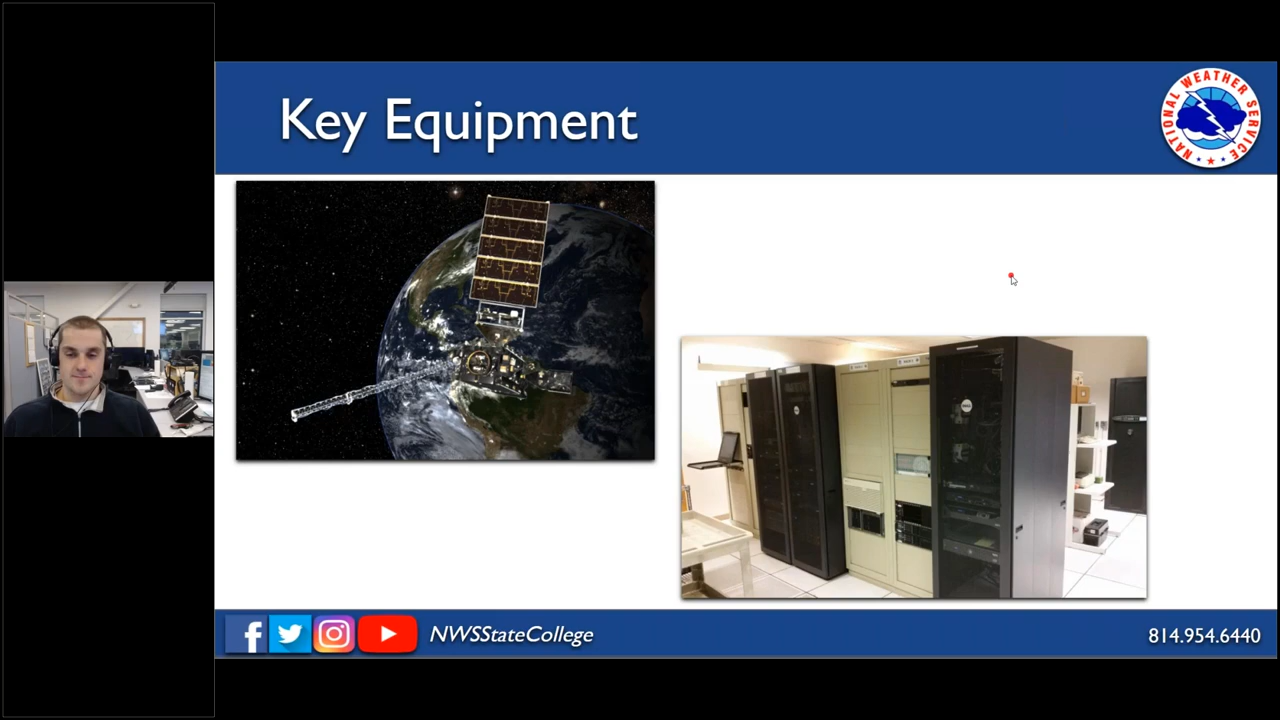 Key Equipment
NATIONAL WEATHER SERVICE
NWSStateCollege
814.954.6440